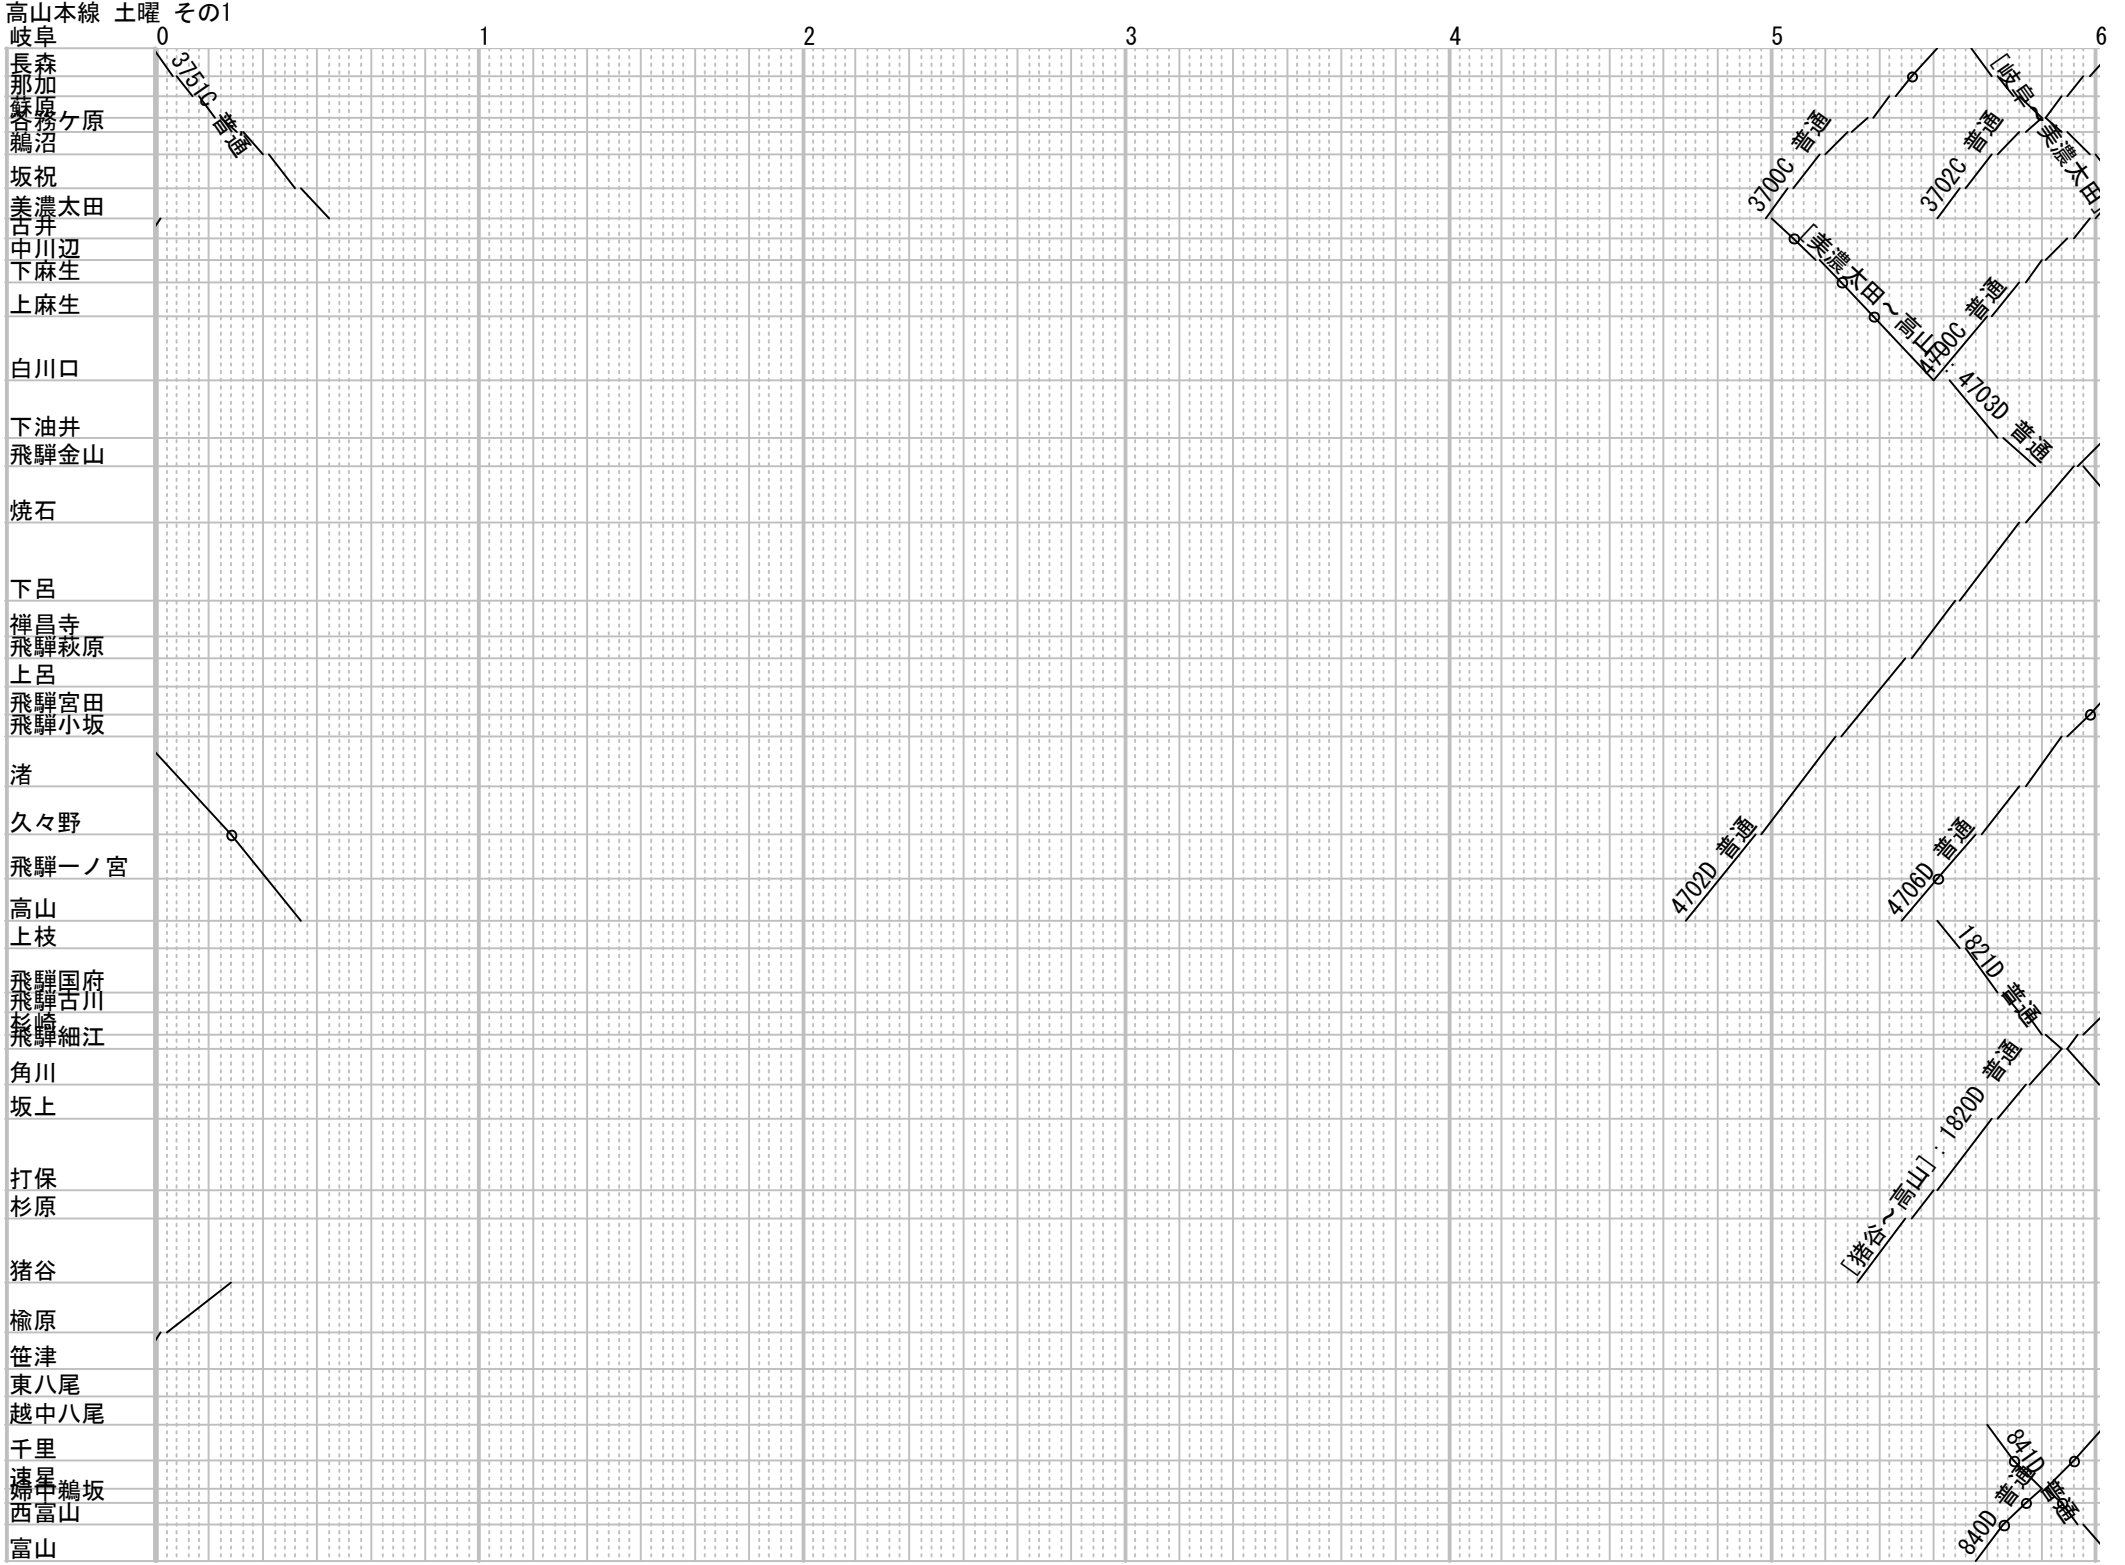 高山本線 土曜 その1
0 1 2 3 4 5 6
岐阜
長森
那加
蘇原
各務ケ原
鵜沼
坂祝
美濃太田
古井
中川辺
下麻生
上麻生
白川口
下油井
飛騨金山
焼石
下呂
禅昌寺
飛騨萩原
上呂
飛騨宮田
飛騨小坂
渚
久々野
飛騨一ノ宮
高山
上枝
飛騨国府
飛騨古川
杉崎
飛騨細江
角川
坂上
打保
杉原
猪谷
楡原
笹津
東八尾
越中八尾
千里
速星
婦中鵜坂
西富山
富山
3751C 普通
3700C 普通
3702C 普通
[岐阜～美濃太田]
[美濃太田～高山]:4703D 普通
4700C 普通
4702D 普通
4706D 普通
1821D 普通
[猪谷～高山]:1820D 普通
841D 普通
840D 普通